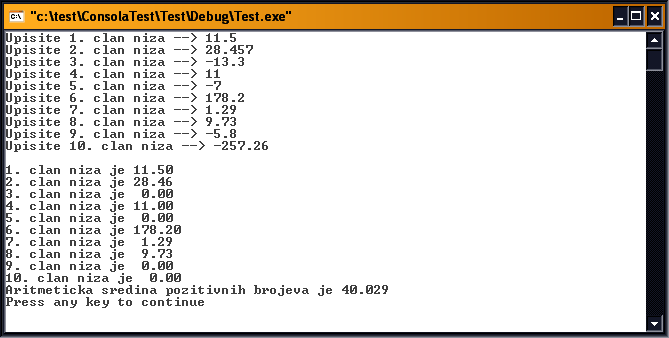 "c:\test\ConsolaTest\Test\Debug\Test.exe"
Upisite 1. clan niza --> 11.5
Upisite 2. clan niza --> 28.457
Upisite 3. clan niza --> -13.3
Upisite 4. clan niza --> 11
Upisite 5. clan niza --> -7
Upisite 6. clan niza --> 178.2
Upisite 7. clan niza --> 1.29
Upisite 8. clan niza --> 9.73
Upisite 9. clan niza --> -5.8
Upisite 10. clan niza --> -257.26
1. clan niza je 11.50
2. clan niza je 28.46
3. clan niza je  0.00
4. clan niza je 11.00
5. clan niza je  0.00
6. clan niza je 178.20
7. clan niza je  1.29
8. clan niza je  9.73
9. clan niza je  0.00
10. clan niza je  0.00
Aritmeticka sredina pozitivnih brojeva je 40.029
Press any key to continue